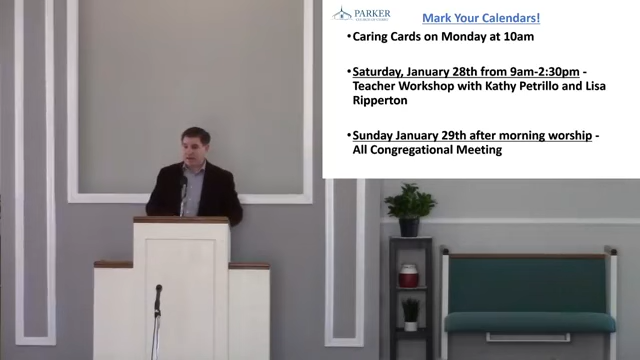 PARKER
Mark Your Calendars!
•Caring Cards on Monday at 10am
•Saturday, January 28th from 9am-2:30pm -
Teacher Workshop with Kathy Petrillo and Lisa
Ripperton
•Sunday January 29th after morning worship -
All Congregational Meeting